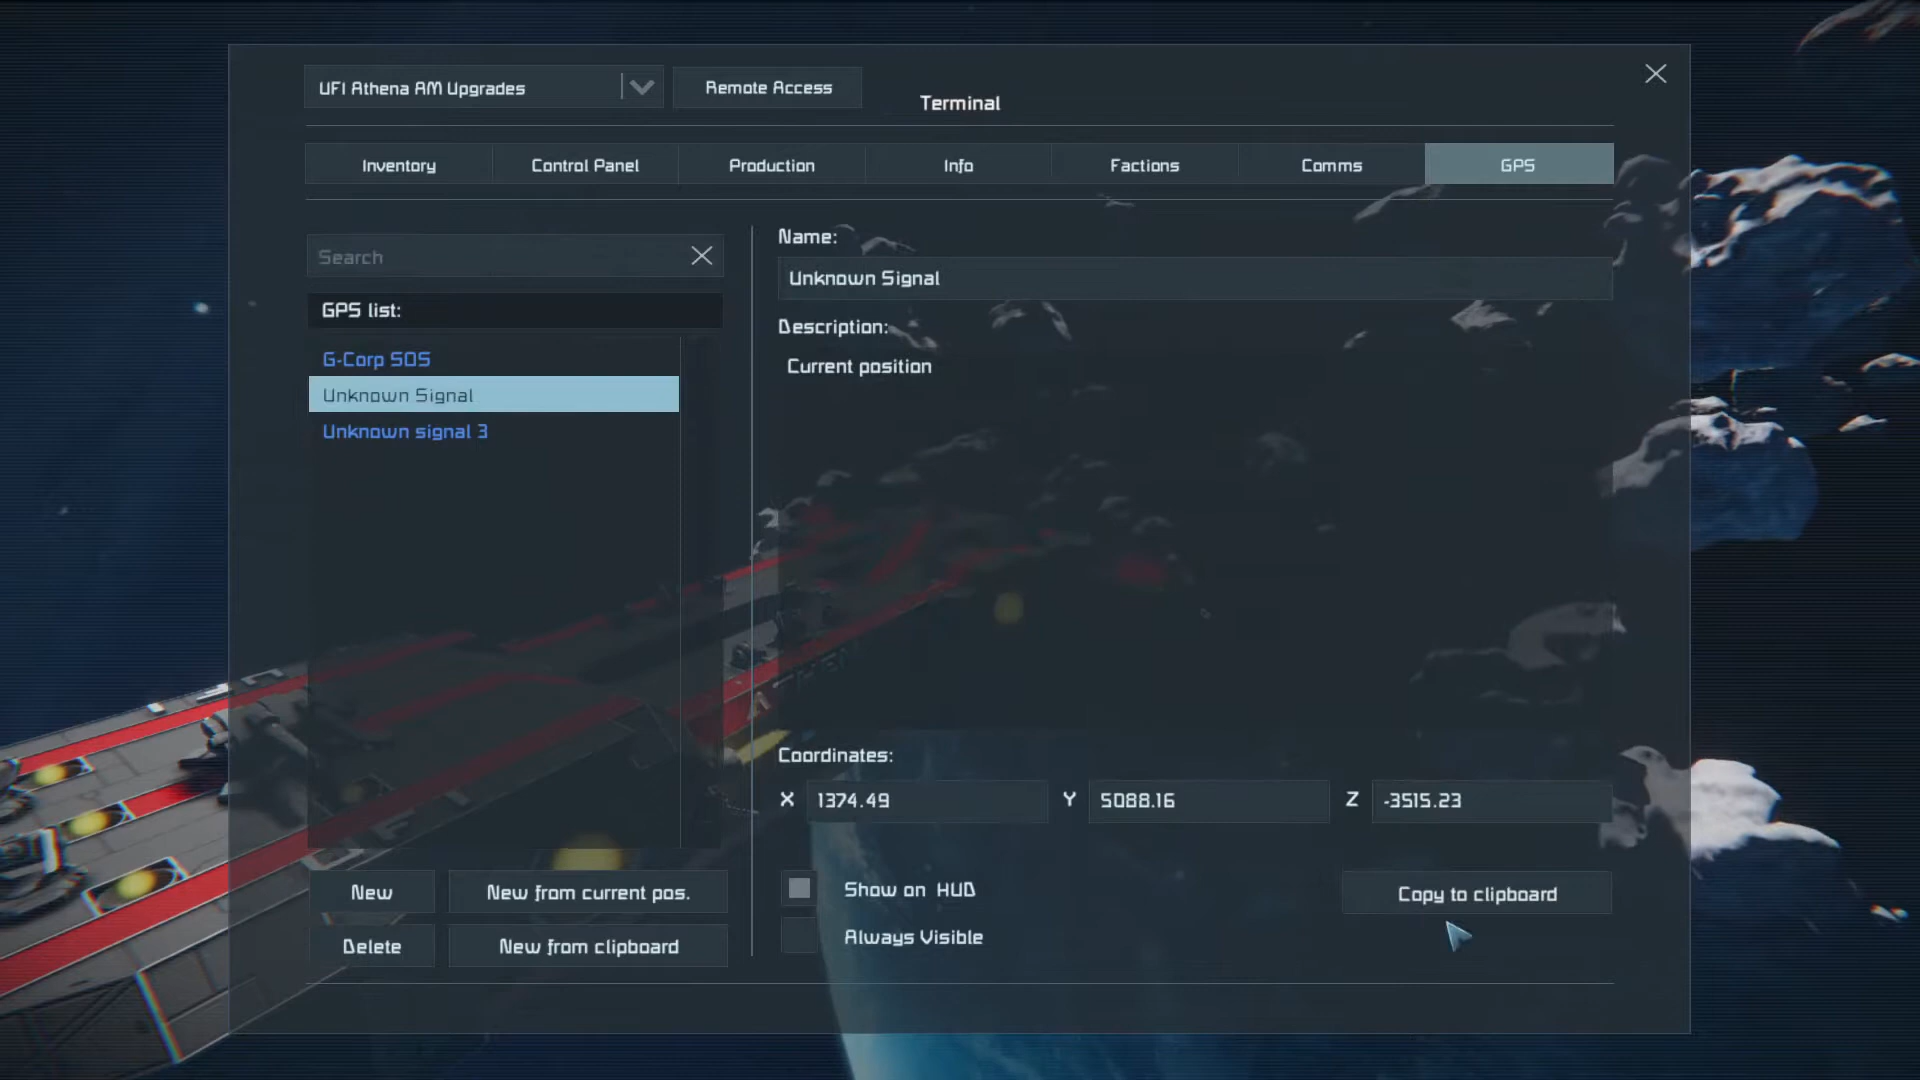 UFI Athena AM Upgrades
Remote Access
Terminal
Inventory
Control Panel
Production
Info
Factions
Comms
GPS
Search
GPS list:
G-Corp SOS
Unknown Signal
Unknown signal 3
Name:
Unknown Signal
Description:
Current position
Coordinates:
X 1374.49 Y 5088.16 Z -3515.23
New
New from current pos.
Show on HUD
Copy to clipboard
Delete
New from clipboard
Always Visible